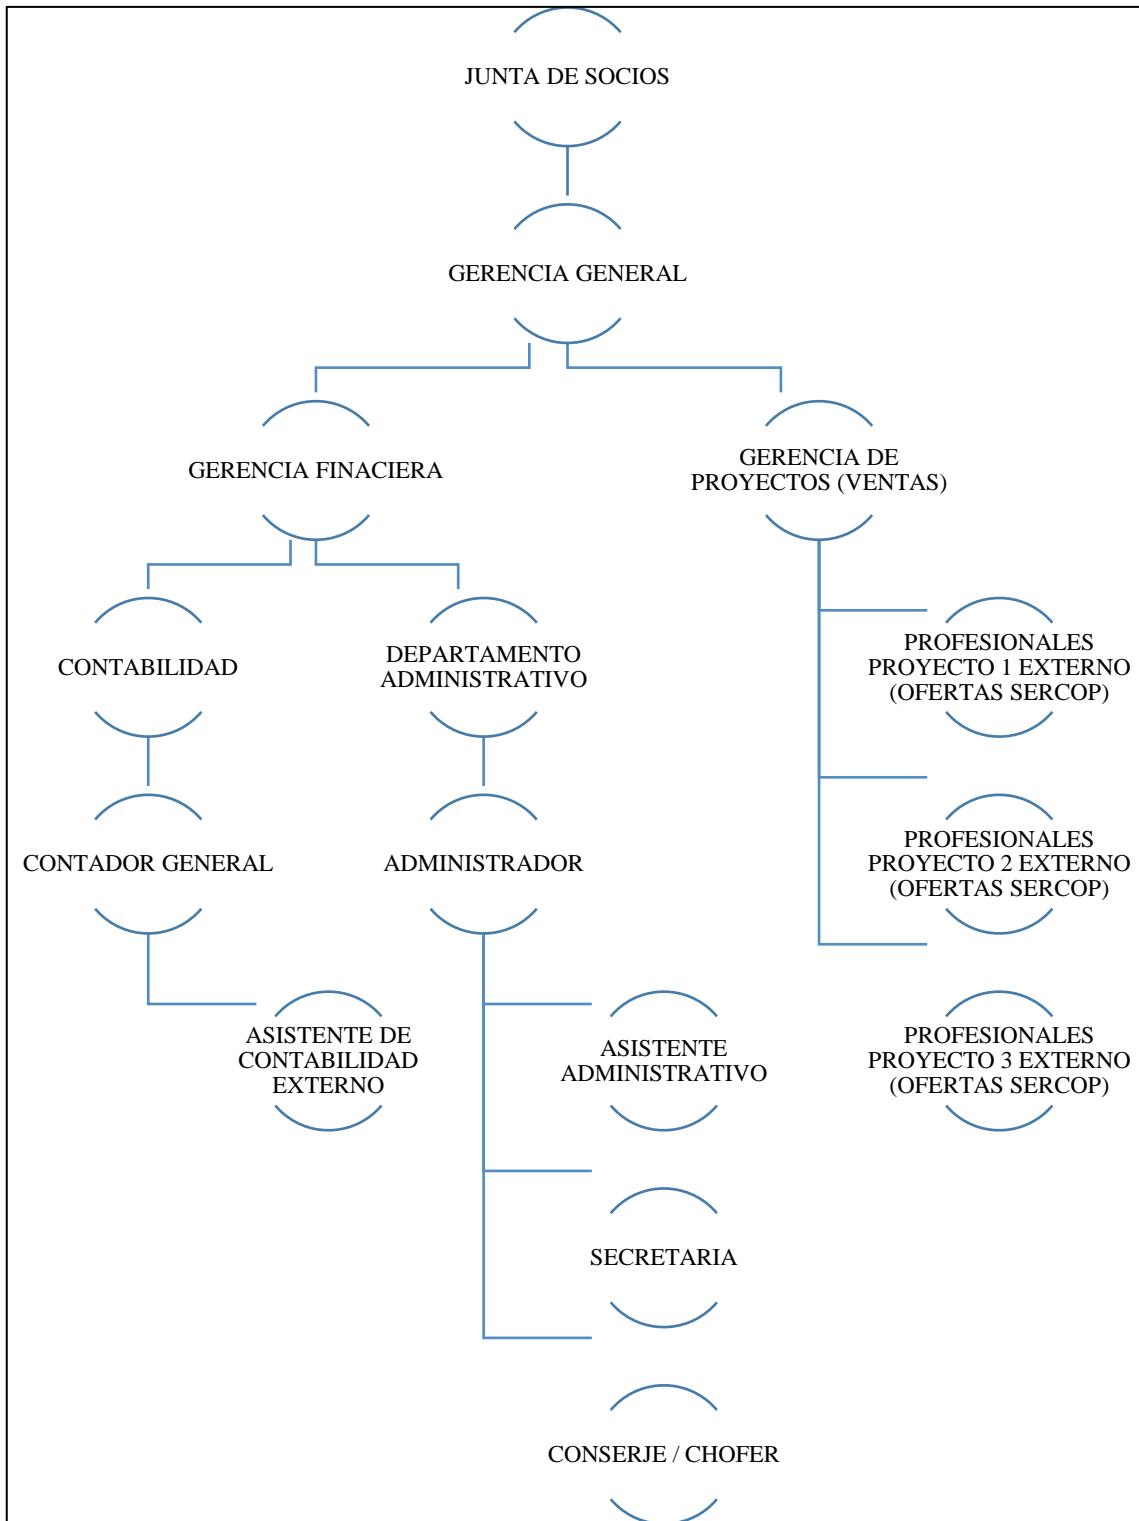 JUNTA DE SOCIOS
GERENCIA GENERAL
GERENCIA FINACIERA
GERENCIA DE
PROYECTOS (VENTAS)
CONTABILIDAD
DEPARTAMENTO
ADMINISTRATIVO
PROFESIONALES
PROYECTO 1 EXTERNO
(OFERTAS SERCOP)
CONTADOR GENERAL
ADMINISTRADOR
PROFESIONALES
PROYECTO 2 EXTERNO
(OFERTAS SERCOP)
ASISTENTE DE
CONTABILIDAD
EXTERNO
ASISTENTE
ADMINISTRATIVO
PROFESIONALES
PROYECTO 3 EXTERNO
(OFERTAS SERCOP)
SECRETARIA
CONSERJE / CHOFER